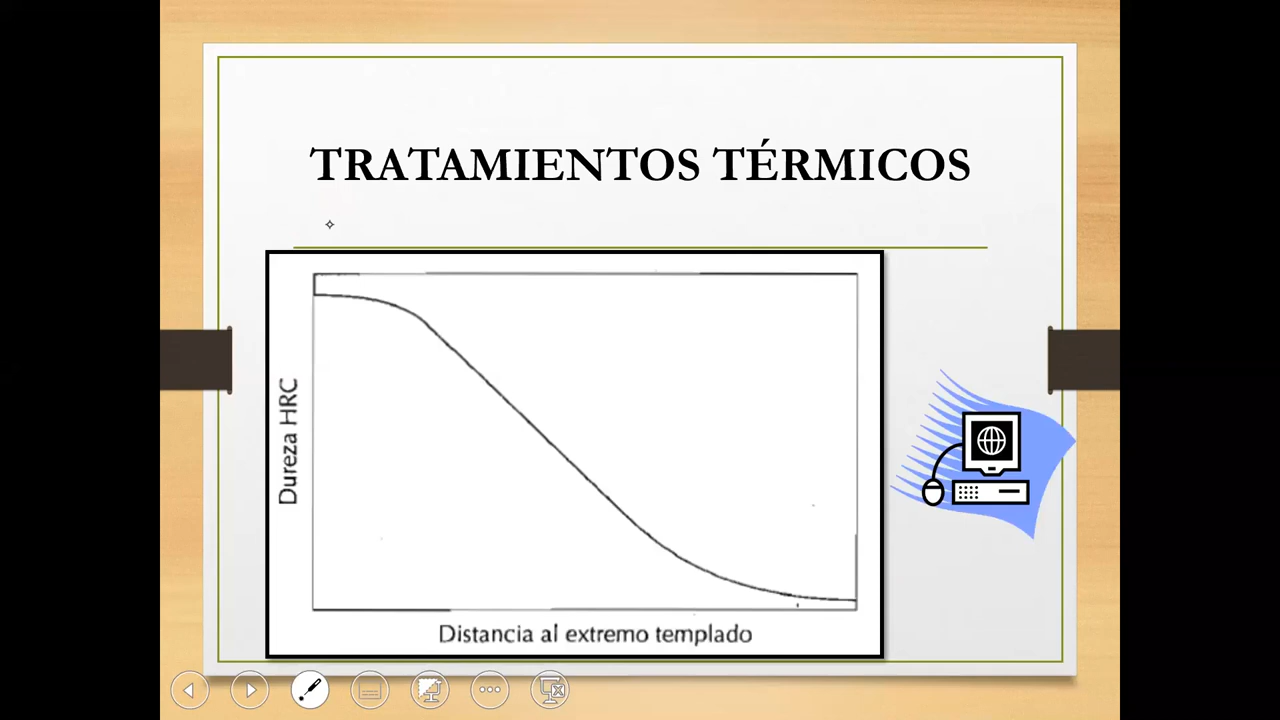 TRATAMIENTOS TÉRMICOS
Dureza HRC
Distancia al extremo templado